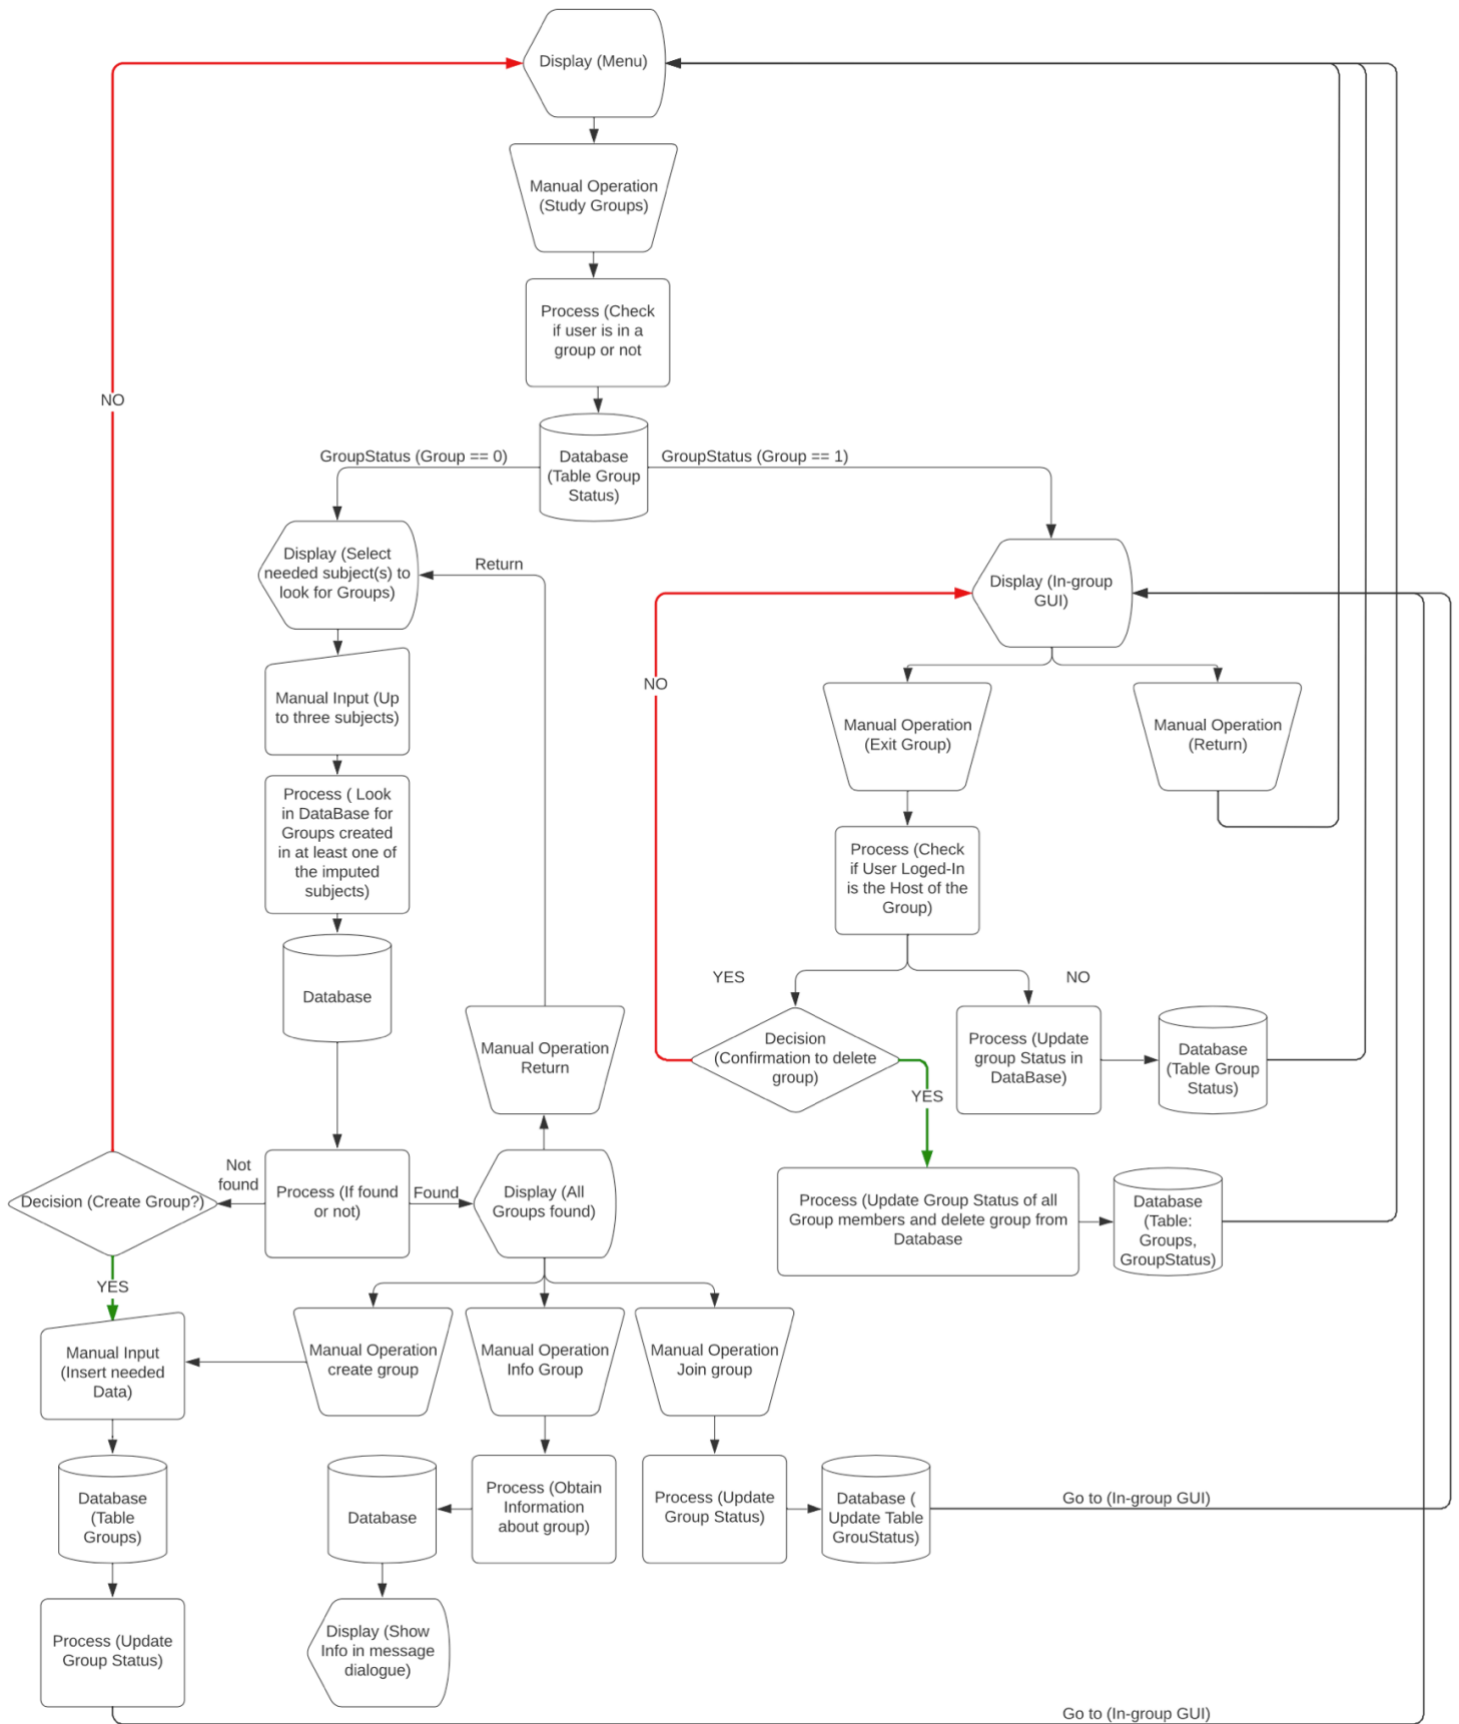 Display (Menu)
Manual Operation
(Study Groups)
Process (Check
if user is in a
group or not
NO
GroupStatus (Group == 0)
Database
(Table Group
Status)
GroupStatus (Group == 1)
Display (Select
needed subject(s) to
look for Groups)
Return
Display (In-group
GUI)
NO
Manual Input (Up
to three subjects)
Manual Operation
(Exit Group)
Manual Operation
(Return)
Process ( Look
in DataBase for
Groups created
in at least one of
the imputed
subjects)
Process (Check
if User Loged-In
is the Host of the
Group)
Database
YES
NO
Manual Operation
Return
Decision
(Confirmation to delete
group)
Process (Update
group Status in
DataBase)
Database
(Table Group
Status)
YES
Decision (Create Group?)
Not
found
Process (If found
or not)
Found
Display (All
Groups found)
Process (Update Group Status of all
Group members and delete group from
Database
Database
(Table:
Groups,
GroupStatus)
YES
Manual Input
(Insert needed
Data)
Manual Operation
create group
Manual Operation
Info Group
Manual Operation
Join group
Database
(Table
Groups)
Database
Process (Obtain
Information
about group)
Process (Update
Group Status)
Database (
Update Table
GrouStatus)
Go to (In-group GUI)
Process (Update
Group Status)
Display (Show
Info in message
dialogue)
Go to (In-group GUI)